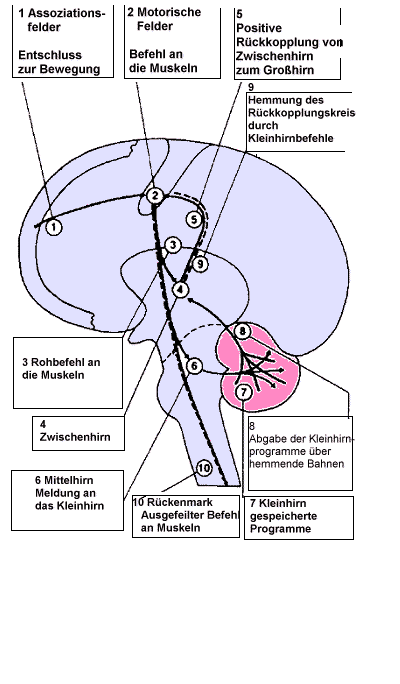 1 Assoziations-
felder
Entschluss
zur Bewegung
2 Motorische
Felder
Befehl an
die Muskeln
5
Positive
Rückkopplung von
Zwischenhirn
zum Großhirn
9
Hemmung des
Rückkopplungskreis
durch
Kleinhirnbefehle
2
5
1
3
9
4
8
6
7
10
3 Rohbefehl an
die Muskeln
4
Zwischenhirn
6 Mittelhirn
Meldung an
das Kleinhirn
10 Rückenmark
Ausgefeilter Befehl
an Muskeln
8
Abgabe der Kleinhirn-
programme über
hemmende Bahnen
7 Kleinhirn
gespeicherte
Programme